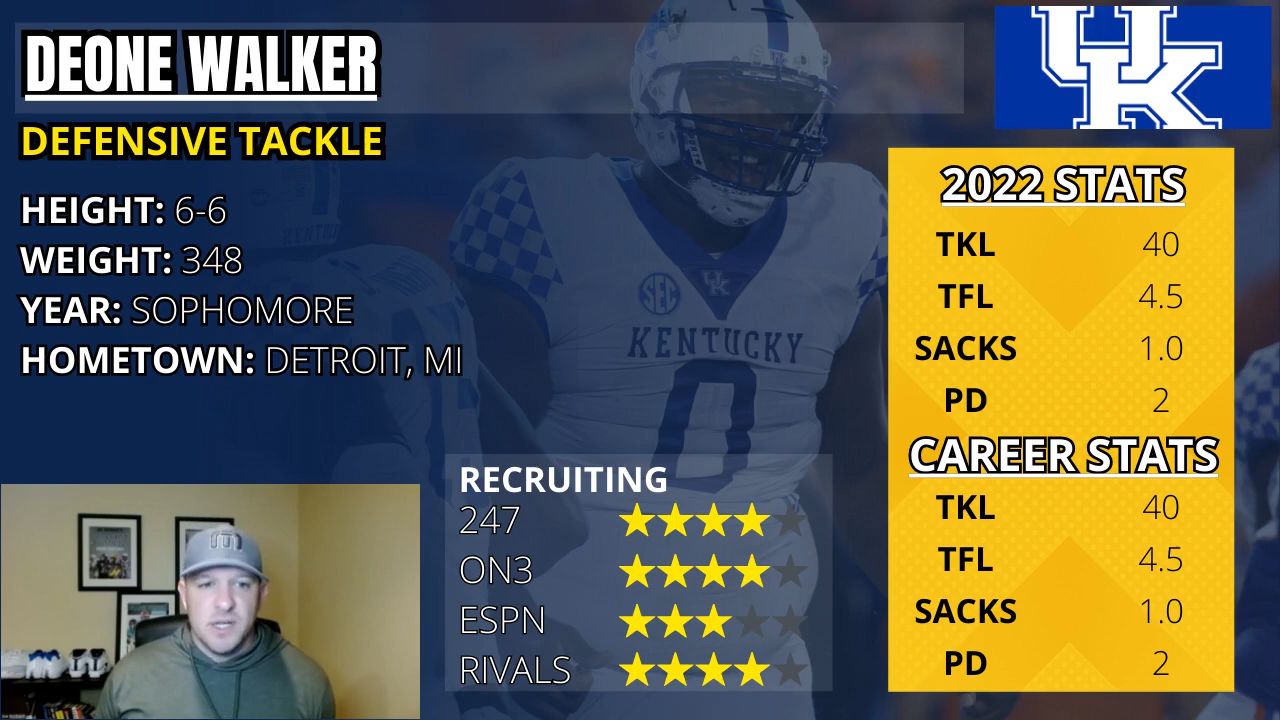 DEONE WALKER
DEFENSIVE TACKLE
HEIGHT: 6-6
WEIGHT: 348
YEAR: SOPHOMORE
HOMETOWN: DETROIT, MI
UK
SEC
UK
KENTUCKY
0
RECRUITING
247
ON3
ESPN
RIVALS
2022 STATS
TKL 40
TFL 4.5
SACKS 1.0
PD 2
CAREER STATS
TKL 40
TFL 4.5
SACKS 1.0
PD 2